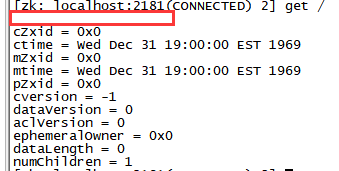 [zk: localhost:2181(CONNECTED) 2] get /
cZxid = 0x0
ctime = Wed Dec 31 19:00:00 EST 1969
mZxid = 0x0
mtime = Wed Dec 31 19:00:00 EST 1969
pZxid = 0x0
cversion = -1
dataVersion = 0
aclVersion = 0
ephemeralOwner = 0x0
dataLength = 0
numChildren = 1